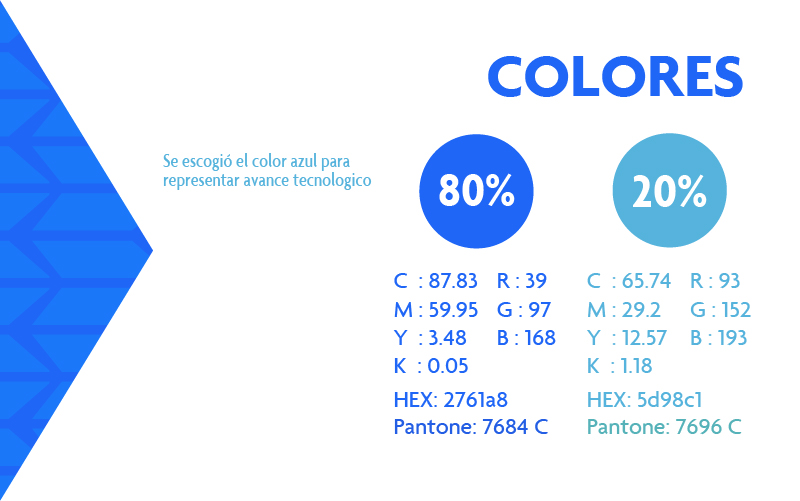 COLORES
Se escogió el color azul para
representar avance tecnologico
80%
20%
C : 87.83 R : 39
M : 59.95 G : 97
Y : 3.48 B : 168
K : 0.05
HEX: 2761a8
Pantone: 7684 C
C : 65.74 R : 93
M : 29.2 G : 152
Y : 12.57 B : 193
K : 1.18
HEX: 5d98c1
Pantone: 7696 C